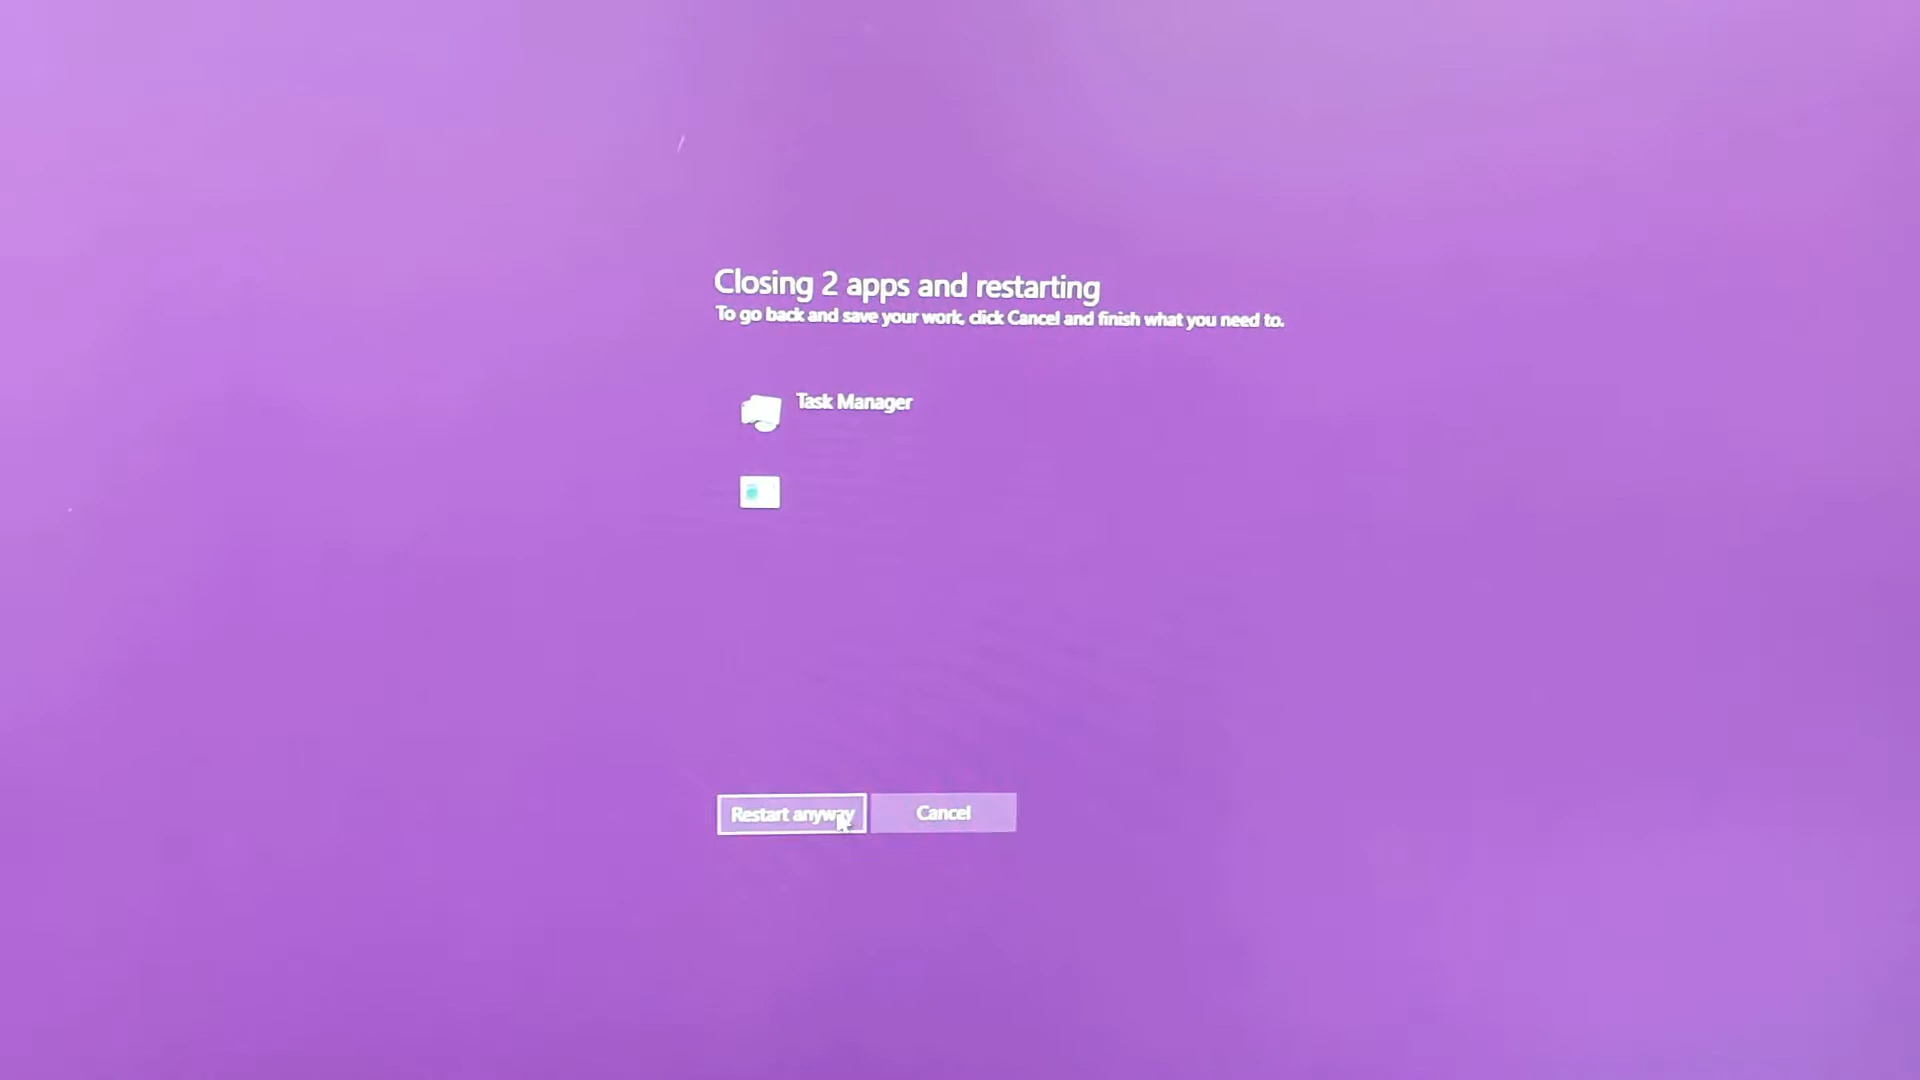 Closing 2 apps and restarting
To go back and save your work, click Cancel and finish what you need to.
Task Manager
Restart anyway
Cancel